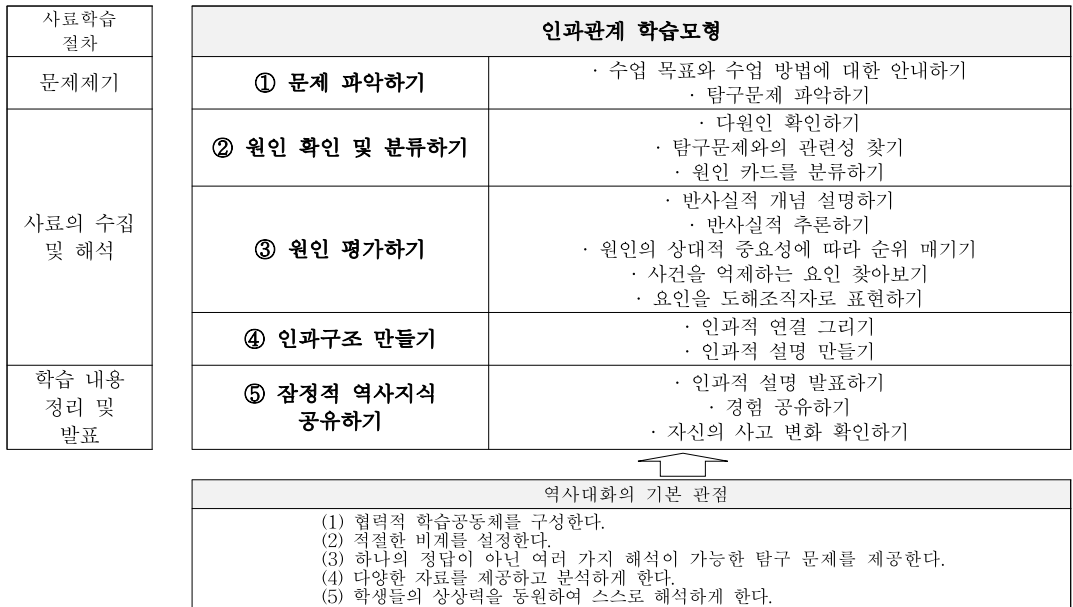 사료학습
절차
인과관계 학습모형
문제제기
① 문제 파악하기
· 수업 목표와 수업 방법에 대한 안내하기
· 탐구문제 파악하기
사료의 수집
및 해석
② 원인 확인 및 분류하기
· 다원인 확인하기
· 탐구문제와의 관련성 찾기
· 원인 카드를 분류하기
③ 원인 평가하기
· 반사실적 개념 설명하기
· 반사실적 추론하기
· 원인의 상대적 중요성에 따라 순위 매기기
· 사건을 억제하는 요인 찾아보기
· 요인을 도해조직자로 표현하기
④ 인과구조 만들기
· 인과적 연결 그리기
· 인과적 설명 만들기
학습 내용
정리 및
발표
⑤ 잠정적 역사지식
공유하기
· 인과적 설명 발표하기
· 경험 공유하기
· 자신의 사고 변화 확인하기
역사대화의 기본 관점
(1) 협력적 학습공동체를 구성한다.
(2) 적절한 비계를 설정한다.
(3) 하나의 정답이 아닌 여러 가지 해석이 가능한 탐구 문제를 제공한다.
(4) 다양한 자료를 제공하고 분석하게 한다.
(5) 학생들의 상상력을 동원하여 스스로 해석하게 한다.